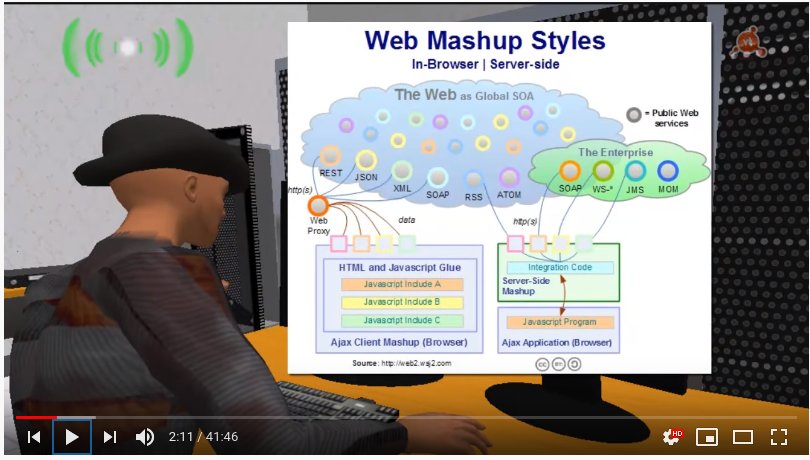 Web Mashup Styles
In-Browser | Server-side
The Web as Global SOA
= Public Web
services
The Enterprise
REST
JSON
XML
SOAP
RSS
ATOM
SOAP
WS-*
JMS
MOM
http(s)
Web
Proxy
data
http(s)
HTML and Javascript Glue
Javascript Include A
Javascript Include B
Javascript Include C
Ajax Client Mashup (Browser)
Integration Code
Server-Side
Mashup
Javascript Program
Ajax Application (Browser)
Source: http://web2.wsj2.com
2:11 / 41:46
HD